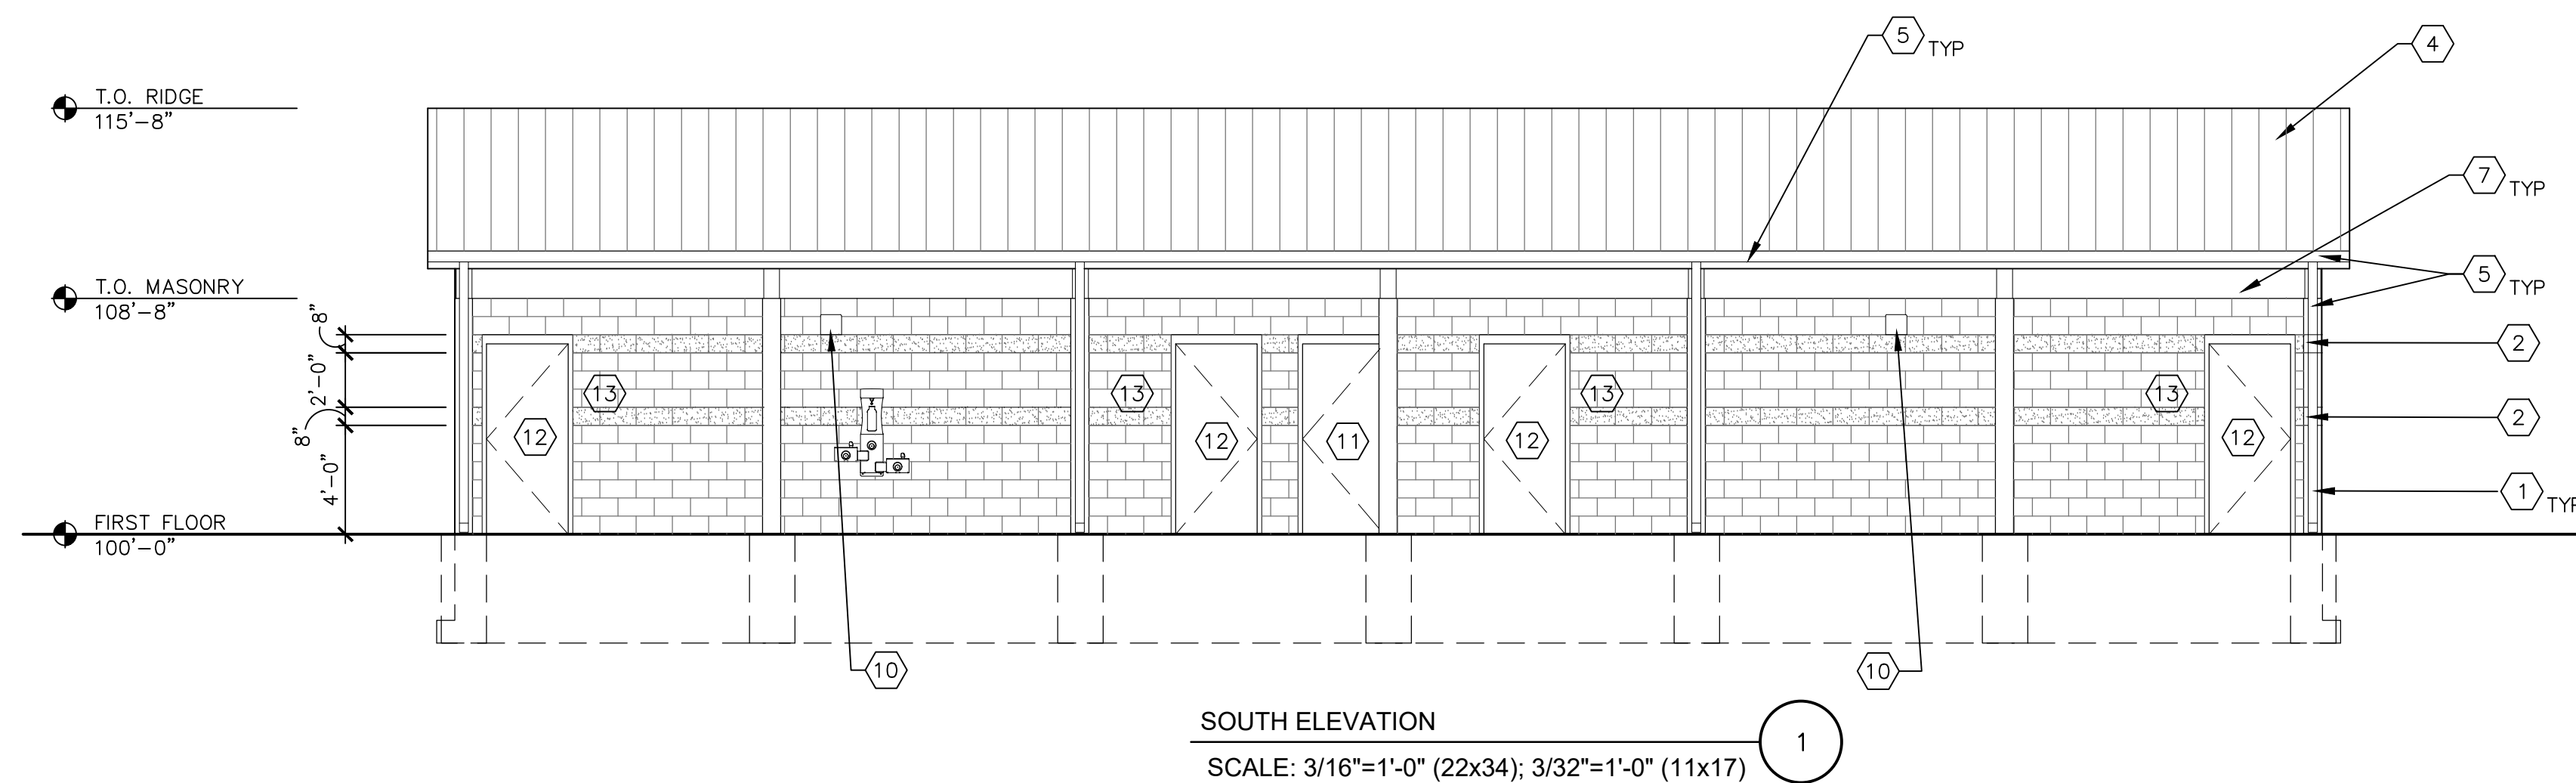 5 TYP
4
T.O. RIDGE
115'-8"
7 TYP
T.O. MASONRY
108'-8"
5 TYP
8"
2
2'-0"
13
13
13
13
2
8"
12
12
11
12
12
4'-0"
1 TYP
FIRST FLOOR
100'-0"
10
10
SOUTH ELEVATION
1
SCALE: 3/16"=1'-0" (22x34); 3/32"=1'-0" (11x17)